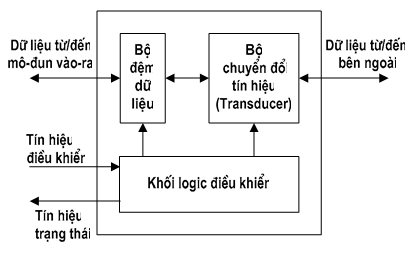 Dữ liệu từ/đến
mô-đun vào-ra
Bộ
đệm
dữ
liệu
Bộ
chuyển đổi
tín hiệu
(Transducer)
Dữ liệu từ/đến
bên ngoài
Tín hiệu
điều khiển
Khối logic điều khiển
Tín hiệu
trạng thái